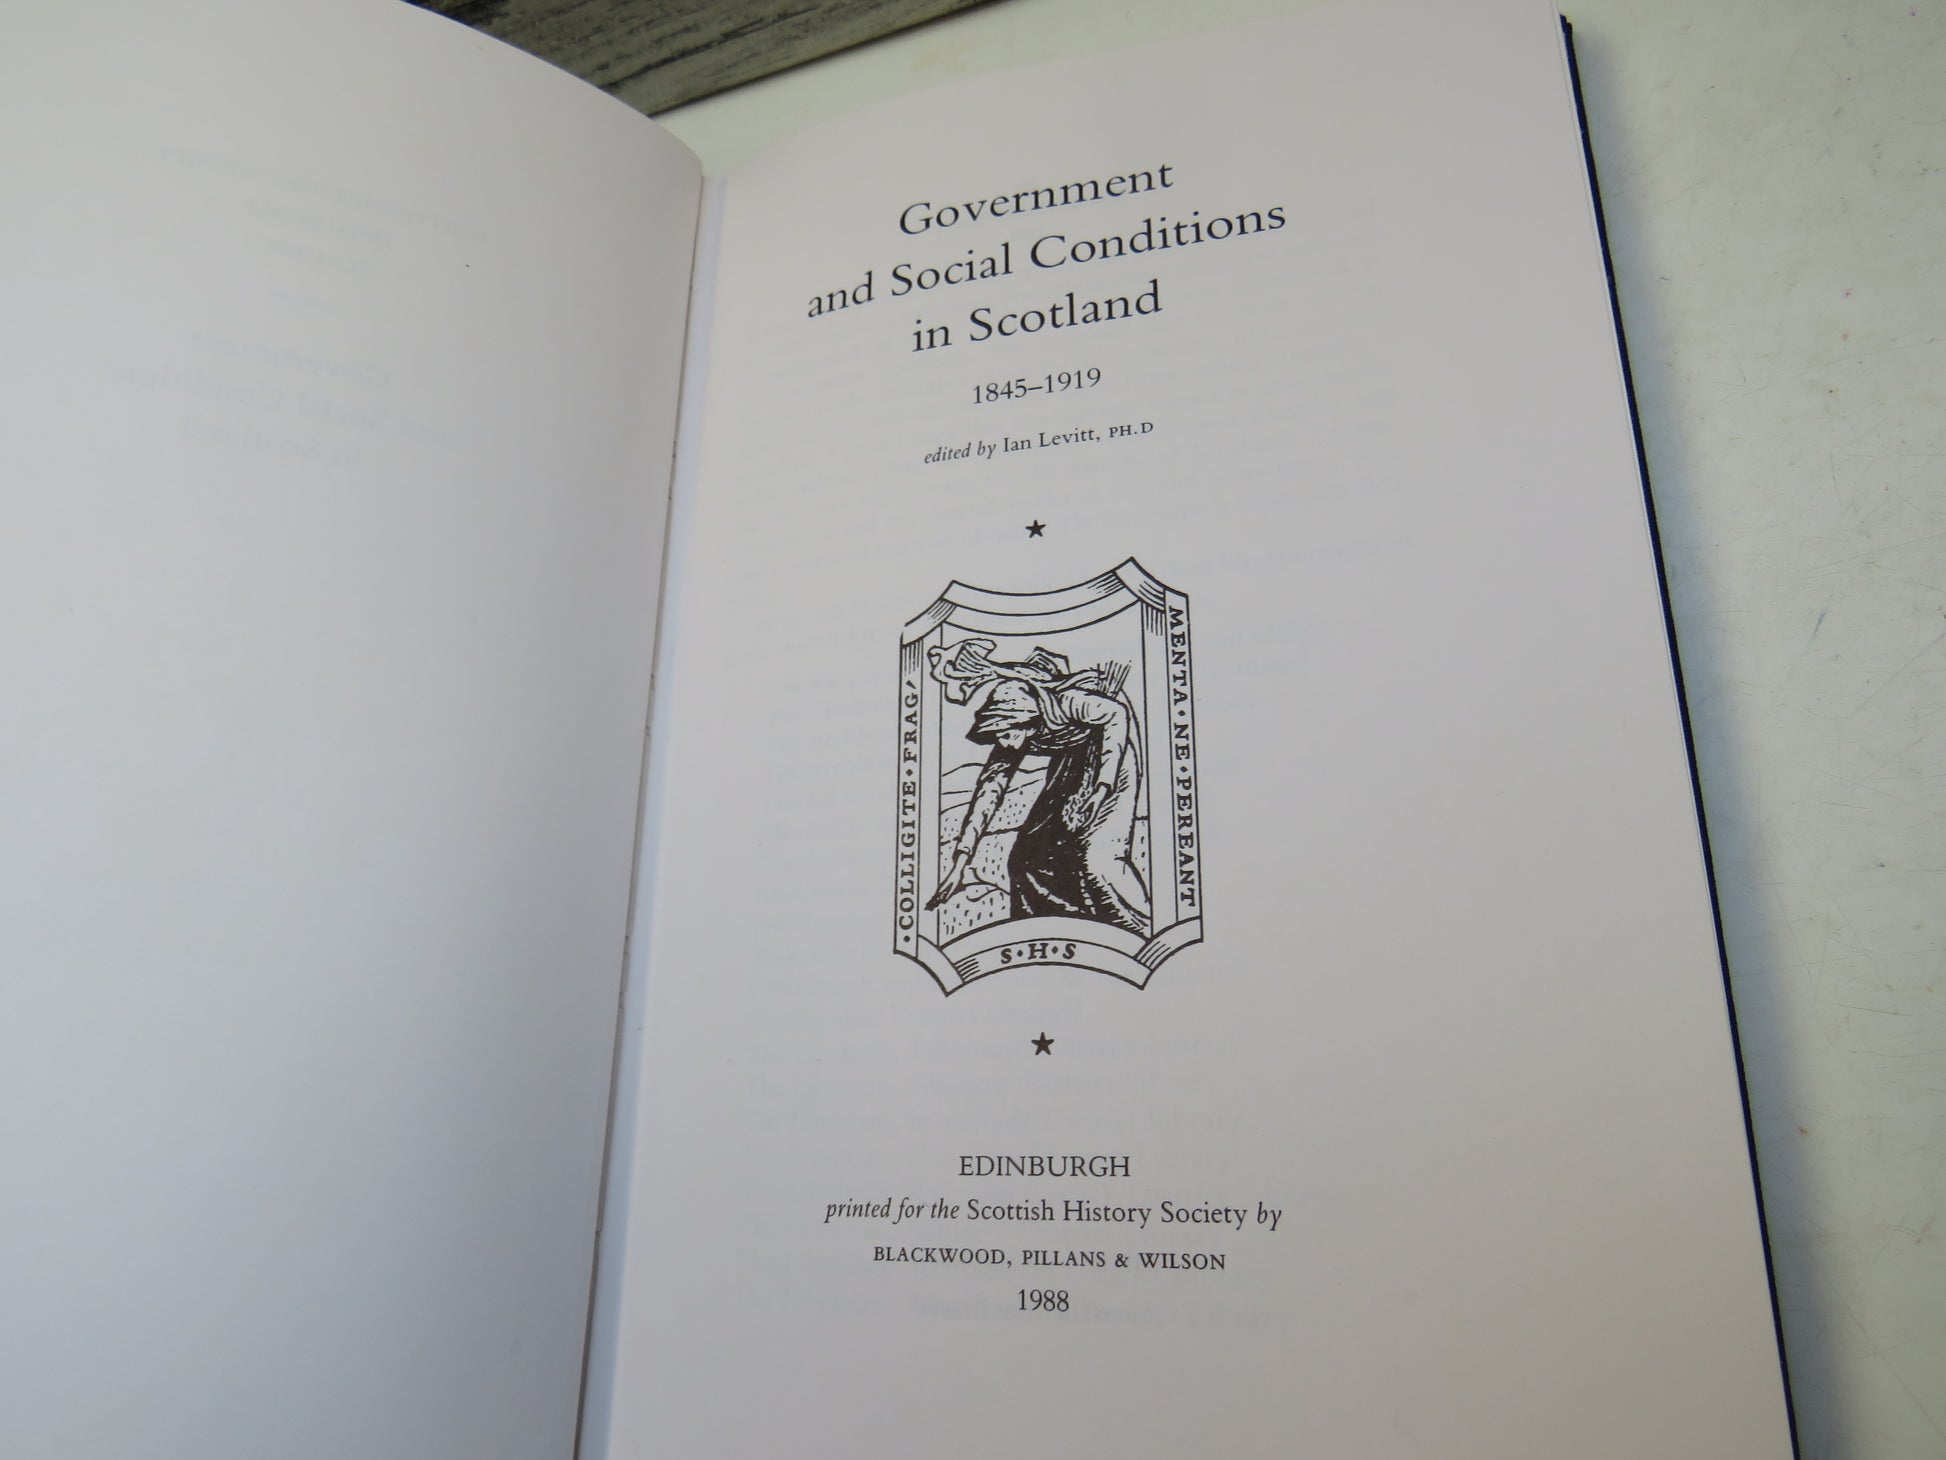 Government
and Social Conditions
in Scotland
1845–1919
edited by Ian Levitt, PH.D
★
·COLLIGITE·FRAG/
MENTA·NE·PEREANT
S·H·S
★
EDINBURGH
printed for the Scottish History Society by
BLACKWOOD, PILLANS & WILSON
1988